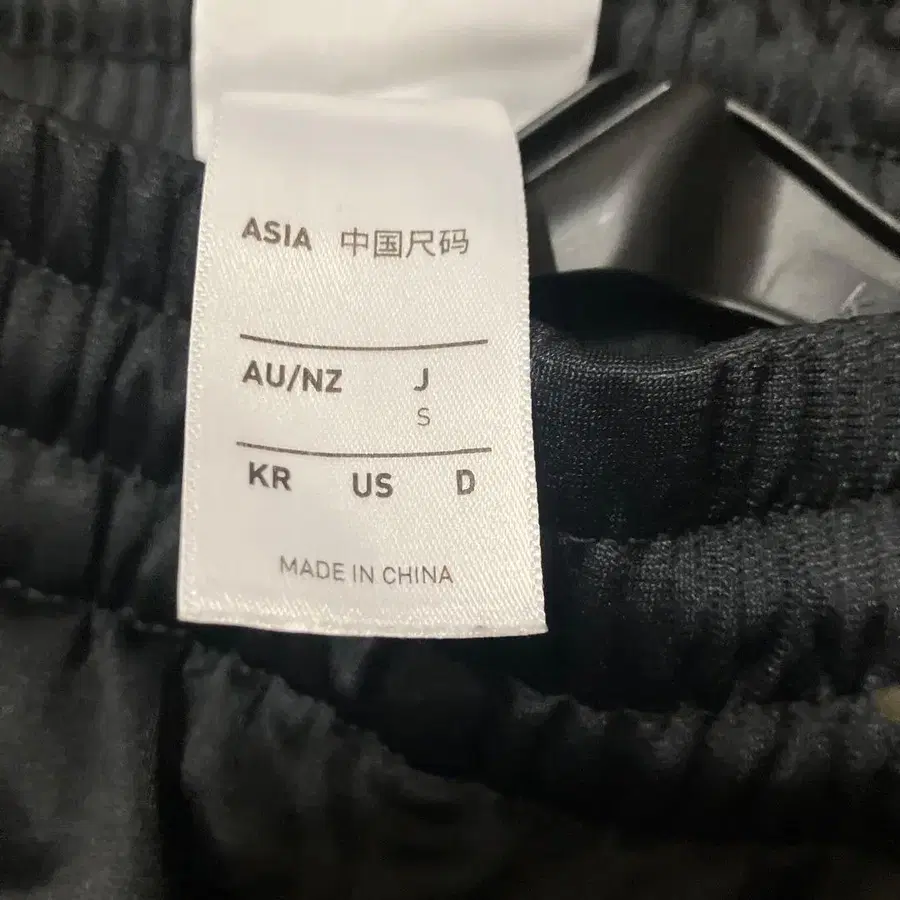 ASIA 中国尺码
AU/NZ J
S
KR US D
MADE IN CHINA